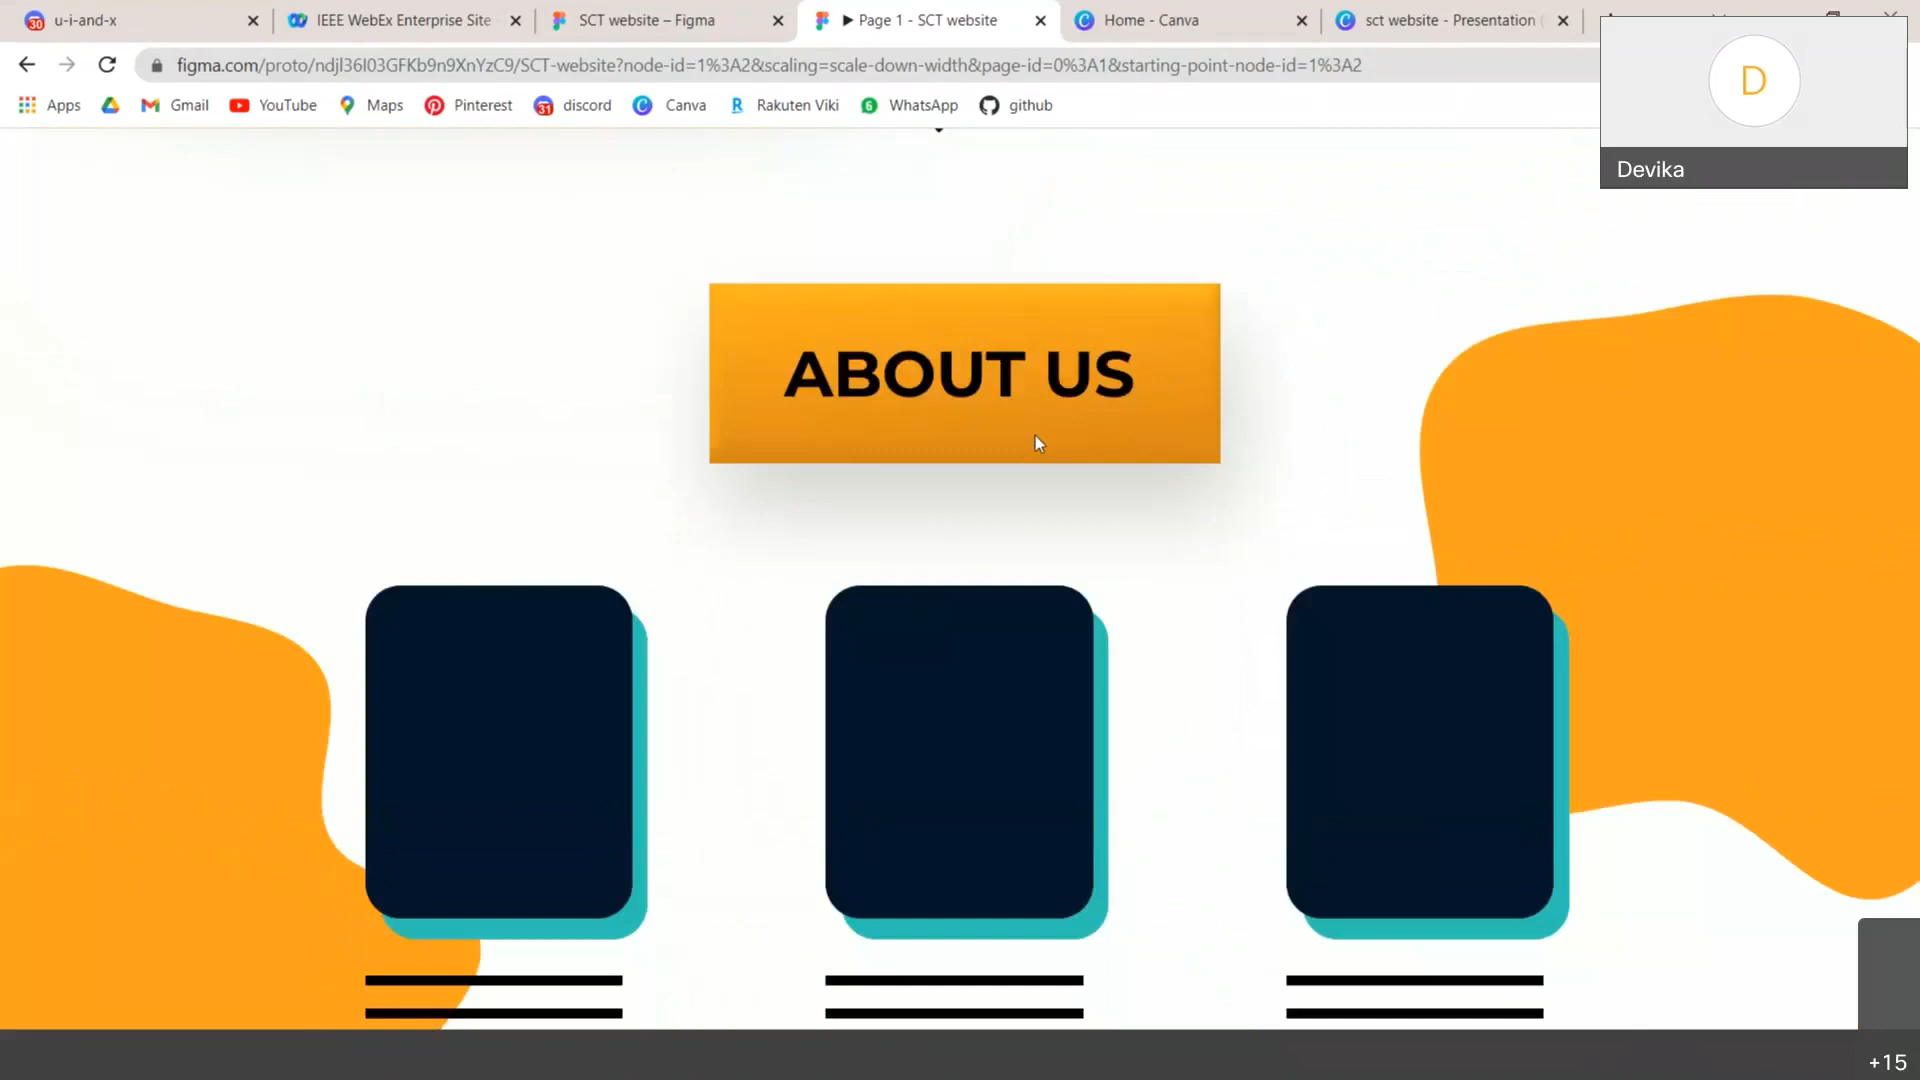 u-i-and-x
IEEE WebEx Enterprise Site
SCT website – Figma
Page 1 - SCT website
Home - Canva
sct website - Presentation
figma.com/proto/ndjl36I03GFKb9n9XnYzC9/SCT-website?node-id=1%3A2&scaling=scale-down-width&page-id=0%3A1&starting-point-node-id=1%3A2
Apps
Gmail
YouTube
Maps
Pinterest
discord
Canva
Rakuten Viki
WhatsApp
github
D
Devika
ABOUT US
+15